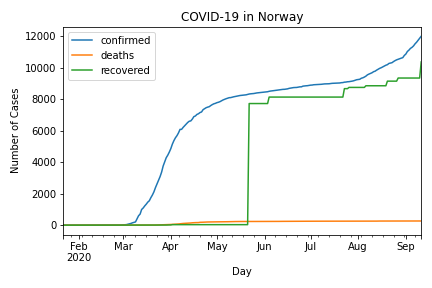 COVID-19 in Norway
confirmed
deaths
recovered
Number of Cases
12000
10000
8000
6000
4000
2000
0
Feb Mar Apr May Jun Jul Aug Sep
2020
Day